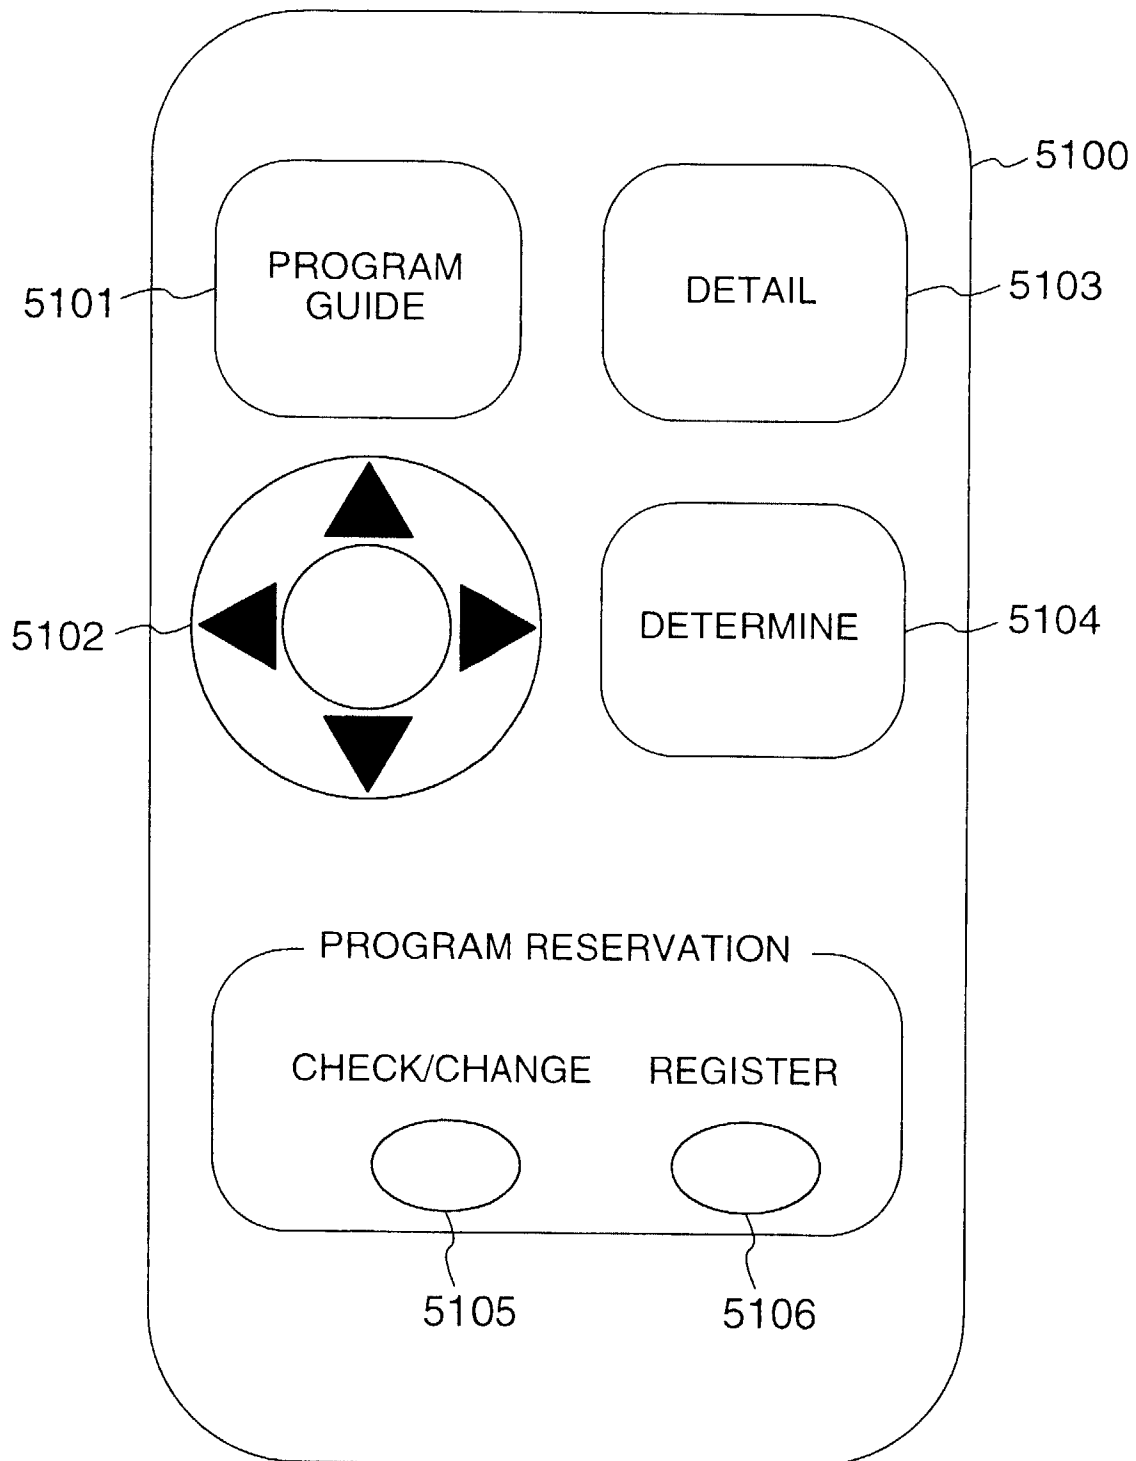 5100
PROGRAM
GUIDE
5101
DETAIL
5103
5102
DETERMINE
5104
PROGRAM RESERVATION
CHECK/CHANGE
REGISTER
5105
5106